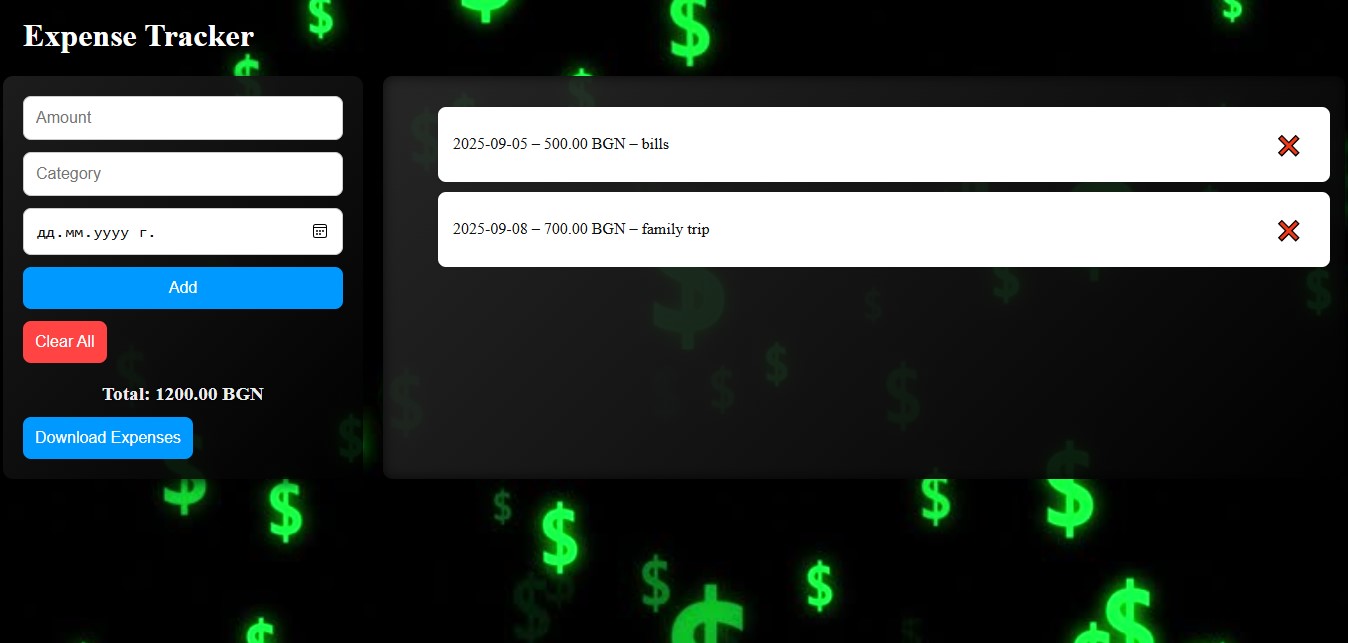 Expense Tracker
Amount
Category
дд.мм.yyyy г.
Add
Clear All
Total: 1200.00 BGN
Download Expenses
2025-09-05 – 500.00 BGN – bills
2025-09-08 – 700.00 BGN – family trip